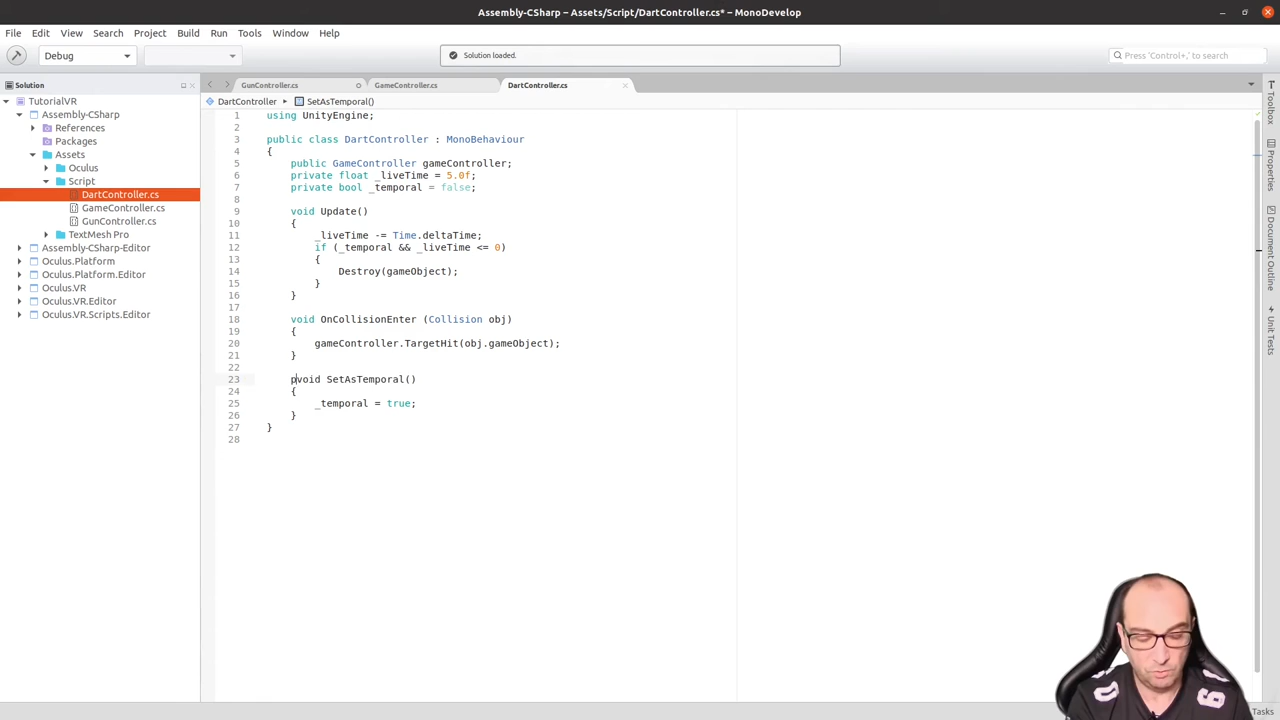 Assembly-CSharp – Assets/Script/DartController.cs* – MonoDevelop
File Edit View Search Project Build Run Tools Window Help
Debug
Solution loaded.
Press 'Control+,' to search
Solution
GunController.cs
GameController.cs
DartController.cs
DartController ▸ SetAsTemporal()
TutorialVR
Assembly-CSharp
References
Packages
Assets
Oculus
Script
DartController.cs
GameController.cs
GunController.cs
TextMesh Pro
Assembly-CSharp-Editor
Oculus.Platform
Oculus.Platform.Editor
Oculus.VR
Oculus.VR.Editor
Oculus.VR.Scripts.Editor
1 using UnityEngine;
2
3 public class DartController : MonoBehaviour
4 {
5 public GameController gameController;
6 private float _liveTime = 5.0f;
7 private bool _temporal = false;
8
9 void Update()
10 {
11 _liveTime -= Time.deltaTime;
12 if (_temporal && _liveTime <= 0)
13 {
14 Destroy(gameObject);
15 }
16 }
17
18 void OnCollisionEnter (Collision obj)
19 {
20 gameController.TargetHit(obj.gameObject);
21 }
22
23 pvoid SetAsTemporal()
24 {
25 _temporal = true;
26 }
27 }
28
Toolbox
Properties
Document Outline
Unit Tests
Tasks